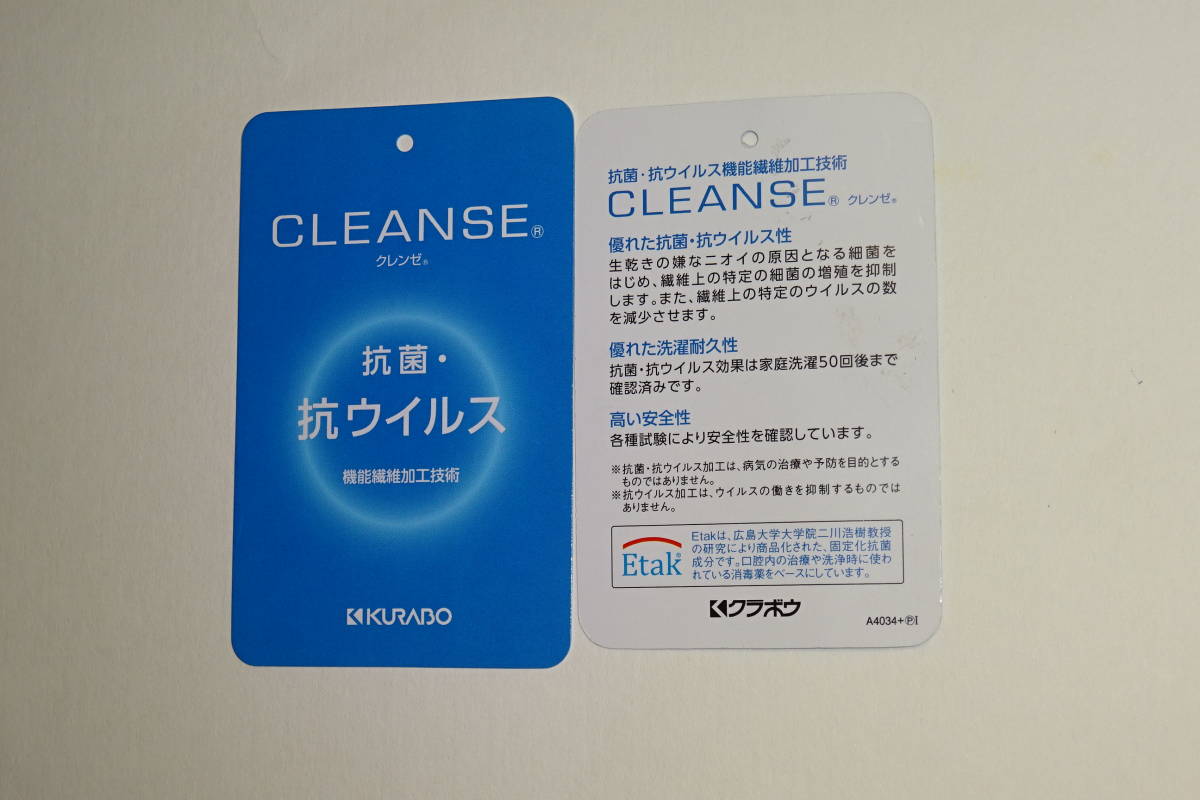 CLEANSE®
クレンゼ®
抗菌・
抗ウイルス
機能繊維加工技術
KURABO
抗菌・抗ウイルス機能繊維加工技術
CLEANSE® クレンゼ®
優れた抗菌・抗ウイルス性
生乾きの嫌なニオイの原因となる細菌を
はじめ、繊維上の特定の細菌の増殖を抑制
します。また、繊維上の特定のウイルスの数
を減少させます。
優れた洗濯耐久性
抗菌・抗ウイルス効果は家庭洗濯50回後まで
確認済みです。
高い安全性
各種試験により安全性を確認しています。
※抗菌・抗ウイルス加工は、病気の治療や予防を目的とする
ものではありません。
※抗ウイルス加工は、ウイルスの働きを抑制するものでは
ありません。
Etak®
Etakは、広島大学大学院二川浩樹教授
の研究により商品化された、固定化抗菌
成分です。口腔内の治療や洗浄時に使わ
れている消毒薬をベースにしています。
クラボウ
A4034+ⓅI